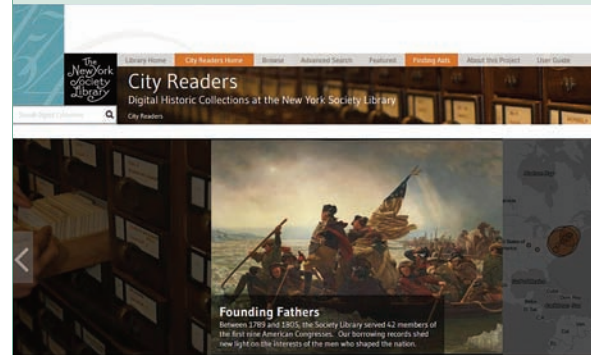 The
New York
Society
Library
Library Home City Readers Home Browse Advanced Search Featured Finding Aids About this Project User Guide
City Readers
Digital Historic Collections at the New York Society Library
City Readers
Search Digital Collections
Founding Fathers
Between 1789 and 1805, the Society Library served 42 members of
the first nine American Congresses. Our borrowing records shed
new light on the interests of the men who shaped the nation.